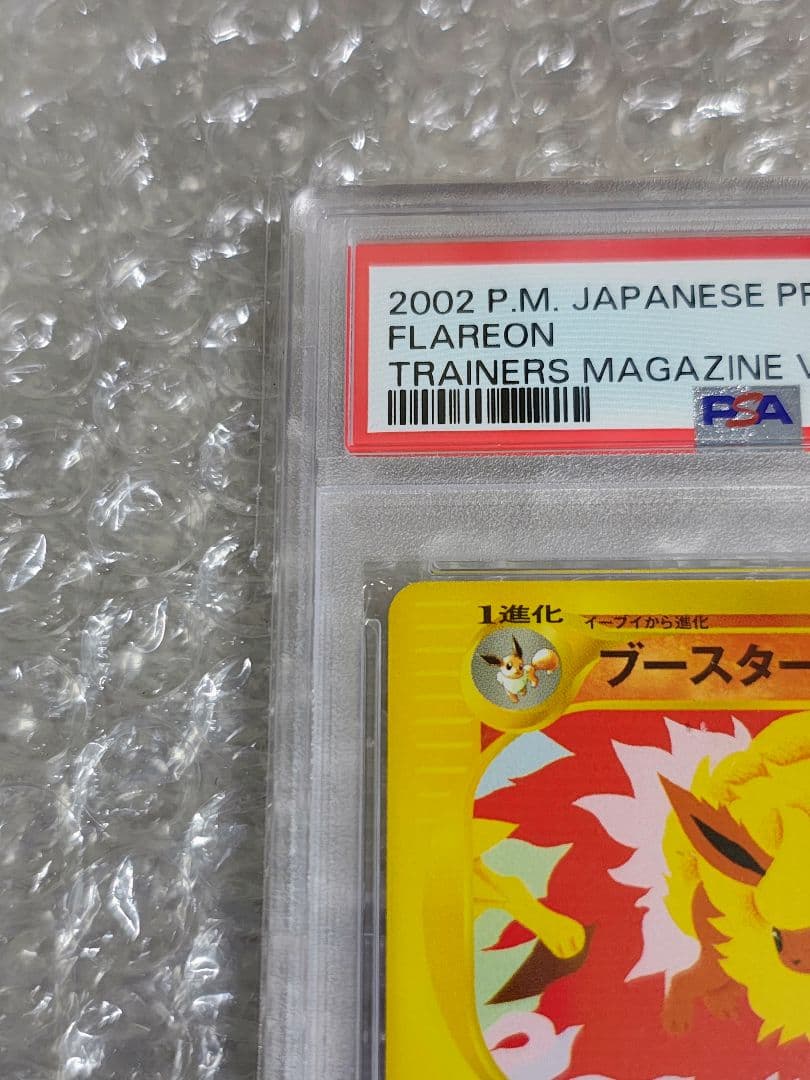 2002 P.M. JAPANESE PR
FLAREON
TRAINERS MAGAZINE V
PSA
1進化 イーブイから進化
ブースター